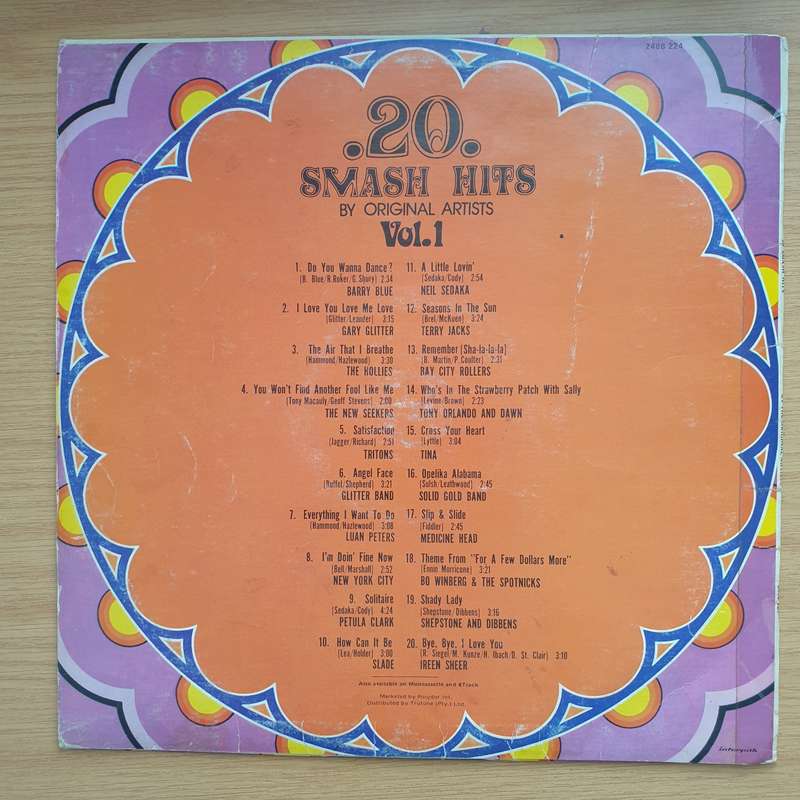 2486 224
.20.
SMASH HITS
BY ORIGINAL ARTISTS
Vol.1
1. Do You Wanna Dance?
(B. Blue/R. Roker/G. Shury) 2:34
BARRY BLUE
2. I Love You Love Me Love
(Glitter/Leander) 3:15
GARY GLITTER
3. The Air That I Breathe
(Hammond/Hazlewood) 3:30
THE HOLLIES
4. You Won't Find Another Fool Like Me
(Tony Macauly/Geoff Stevens) 2:00
THE NEW SEEKERS
5. Satisfaction
(Jagger/Richard) 2:51
TRITONS
6. Angel Face
(Ruffel/Shepherd) 3:21
GLITTER BAND
7. Everything I Want To Do
(Hammond/Hazlewood) 3:08
LUAN PETERS
8. I'm Doin' Fine Now
(Bell/Marshall) 2:52
NEW YORK CITY
9. Solitaire
(Sedaka/Cody) 4:24
PETULA CLARK
10. How Can It Be
(Lea/Holder) 3:00
SLADE
11. A Little Lovin'
(Sedaka/Cody) 2:54
NEIL SEDAKA
12. Seasons In The Sun
(Brel/McKuen) 3:24
TERRY JACKS
13. Remember (Sha-la-la-la)
(B. Martin/P. Coulter) 2:31
BAY CITY ROLLERS
14. Who's In The Strawberry Patch With Sally
(Levine/Brown) 2:23
TONY ORLANDO AND DAWN
15. Cross Your Heart
(Lyttle) 3:04
TINA
16. Opelika Alabama
(Solsh/Leathwood) 2:45
SOLID GOLD BAND
17. Slip & Slide
(Fiddler) 2:45
MEDICINE HEAD
18. Theme From "For A Few Dollars More"
(Ennio Morricone) 3:21
BO WINBERG & THE SPOTNICKS
19. Shady Lady
(Shepstone/Dibbens) 3:16
SHEPSTONE AND DIBBENS
20. Bye, Bye, I Love You
(R. Siegel/M. Kunze/H. Ibach/D. St. Clair) 3:10
IREEN SHEER
Also available on Musicassette and 8Track
Marketed by Polydor Int.
Distributed by Trutone (Pty.) Ltd.